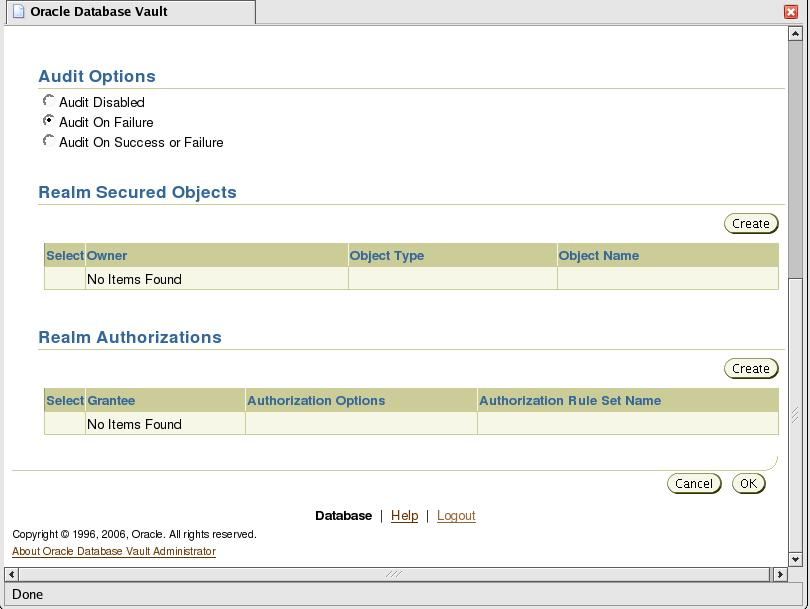 Oracle Database Vault
Audit Options
Audit Disabled
Audit On Failure
Audit On Success or Failure
Realm Secured Objects
Create
Select Owner Object Type Object Name
No Items Found
Realm Authorizations
Create
Select Grantee Authorization Options Authorization Rule Set Name
No Items Found
Cancel OK
Database | Help | Logout
Copyright © 1996, 2006, Oracle. All rights reserved.
About Oracle Database Vault Administrator
Done